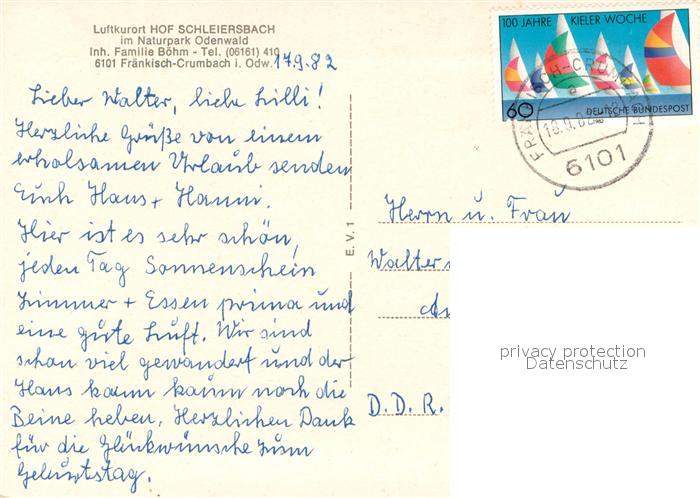 Luftkurort HOF SCHLEIERSBACH
im Naturpark Odenwald
Inh. Familie Böhm - Tel. (06161) 410
6101 Fränkisch-Crumbach i. Odw.
17.9.82
Lieber Walter, liebe Lilli!
Herzliche Grüße von einem
erholsamen Urlaub senden
Euch Hans + Hanni.
Hier ist es sehr schön,
jeden Tag Sonnenschein
Zimmer + Essen prima und
eine gute Luft. Wir sind
schon viel gewandert und der
Hans kann kaum noch die
Beine heben. Herzlichen Dank
für die Glückwünsche zum
Geburtstag.
E. V. 1
100 JAHRE KIELER WOCHE
60 DEUTSCHE BUNDESPOST
6101
Herrn u. Frau
Walter
D. D. R.
privacy protection
Datenschutz